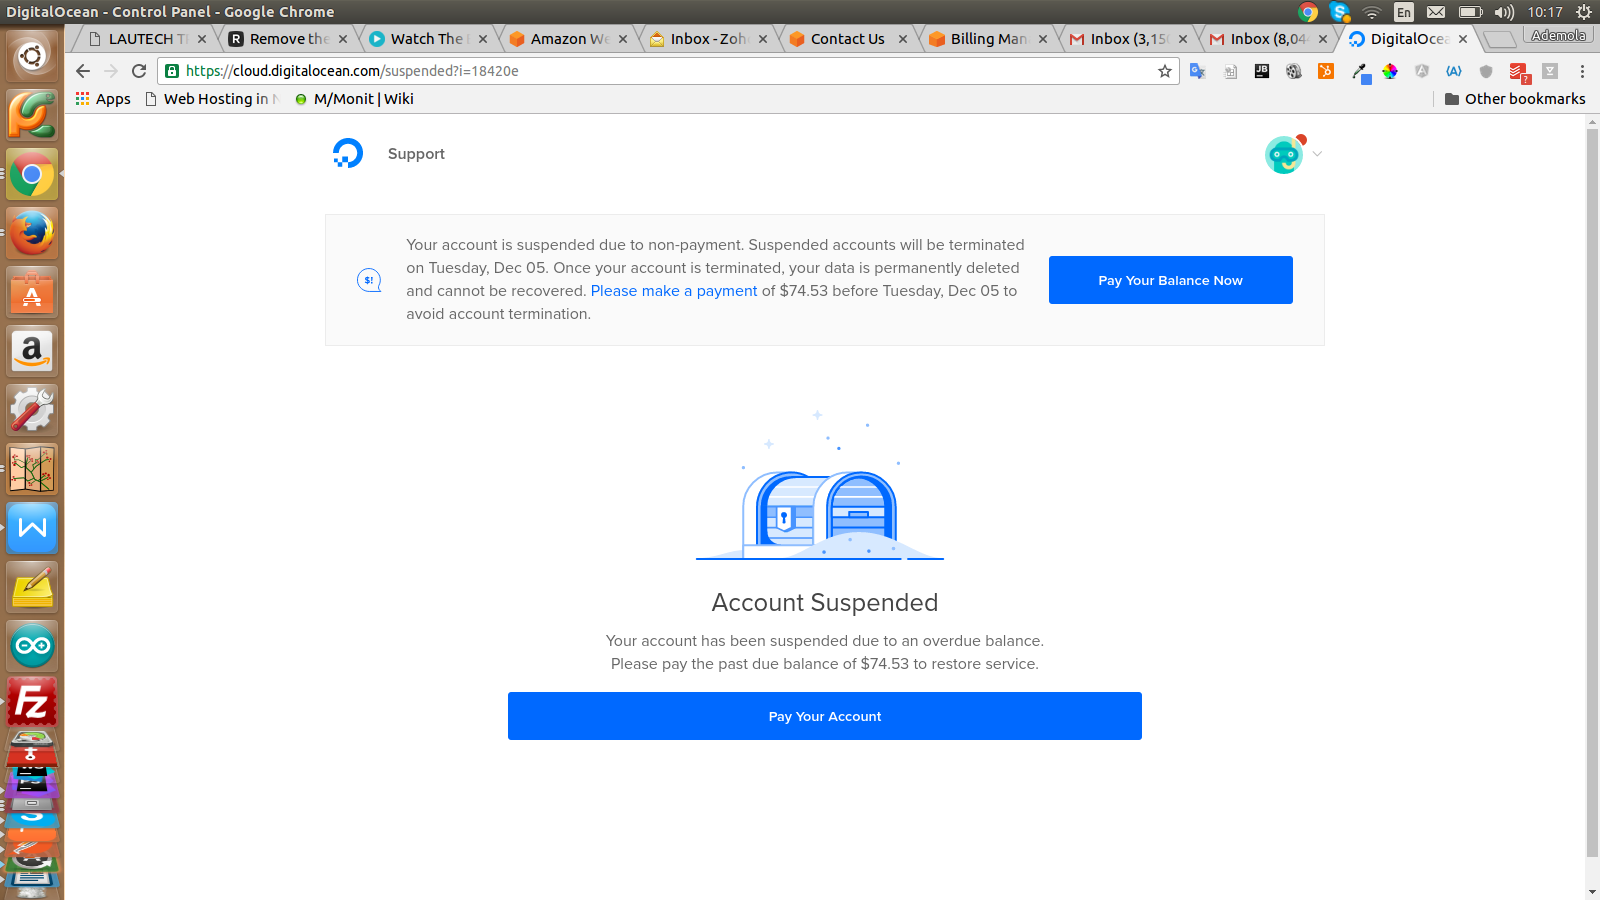 DigitalOcean - Control Panel - Google Chrome
En
10:17
LAUTECH
Remove the
Watch The
Amazon We
Inbox - Zoho
Contact Us
Billing Man
Inbox (3,15
Inbox (8,04
DigitalOcea
Ademola
https://cloud.digitalocean.com/suspended?i=18420e
Apps
Web Hosting in N
M/Monit | Wiki
Other bookmarks
Support
Your account is suspended due to non-payment. Suspended accounts will be terminated
on Tuesday, Dec 05. Once your account is terminated, your data is permanently deleted
and cannot be recovered. Please make a payment of $74.53 before Tuesday, Dec 05 to
avoid account termination.
$!
Pay Your Balance Now
Account Suspended
Your account has been suspended due to an overdue balance.
Please pay the past due balance of $74.53 to restore service.
Pay Your Account